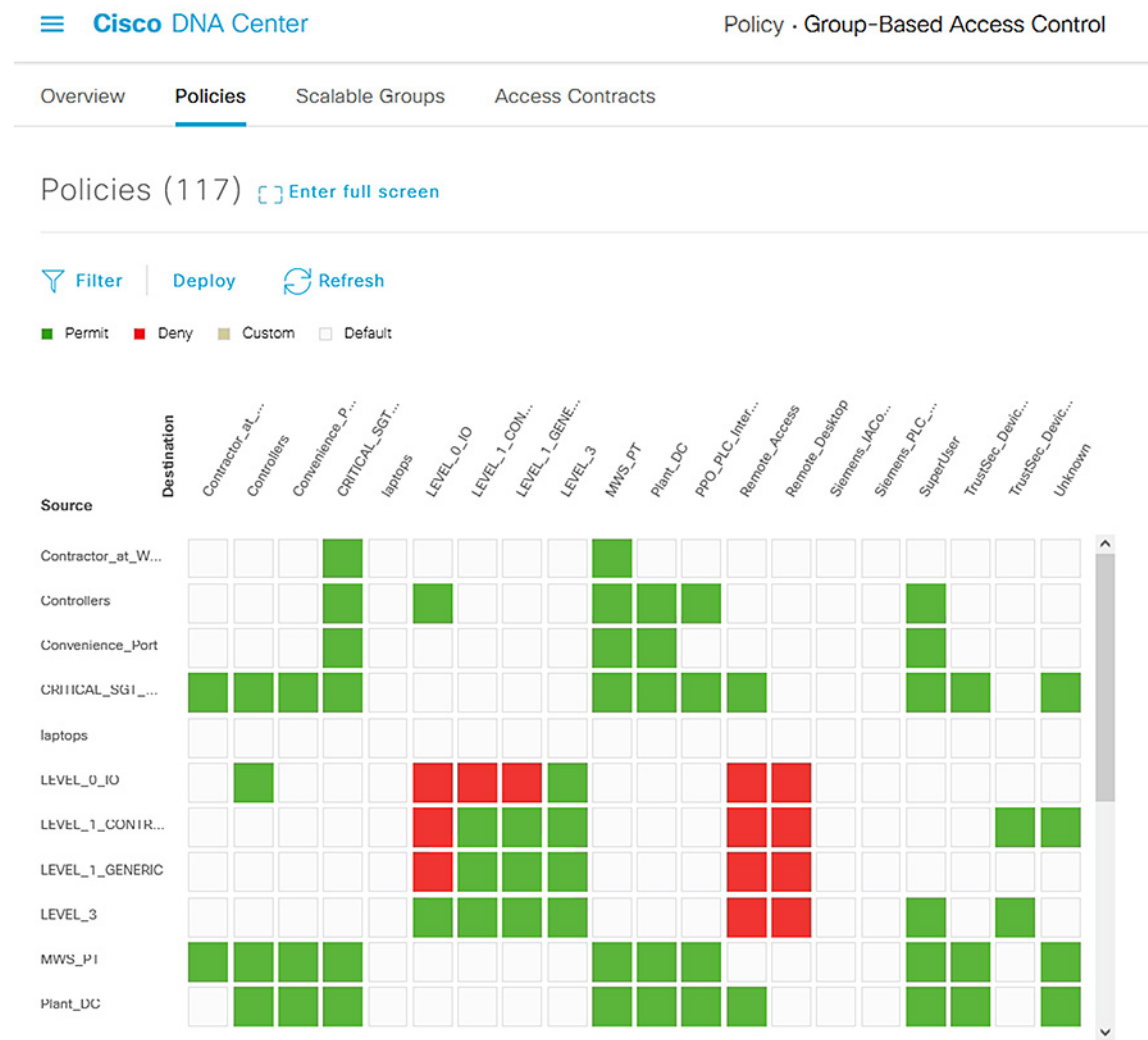 Cisco DNA Center
Policy · Group-Based Access Control
Overview Policies Scalable Groups Access Contracts
Policies (117) Enter full screen
Filter Deploy Refresh
Permit Deny Custom Default
Destination
Contractor_at_...
Controllers
Convenience_P...
CRITICAL_SGT...
laptops
LEVEL_0_IO
LEVEL_1_CON...
LEVEL_1_GENE...
LEVEL_3
MWS_PT
Plant_DC
PPO_PLC_Inter...
Remote_Access
Remote_Desktop
Siemens_IACo...
Siemens_PLC_...
SuperUser
TrustSec_Devic...
TrustSec_Devic...
Unknown
Source
Contractor_at_W...
Controllers
Convenience_Port
CRITICAL_SGT_...
laptops
LEVEL_0_IO
LEVEL_1_CONTR...
LEVEL_1_GENERIC
LEVEL_3
MWS_PT
Plant_DC